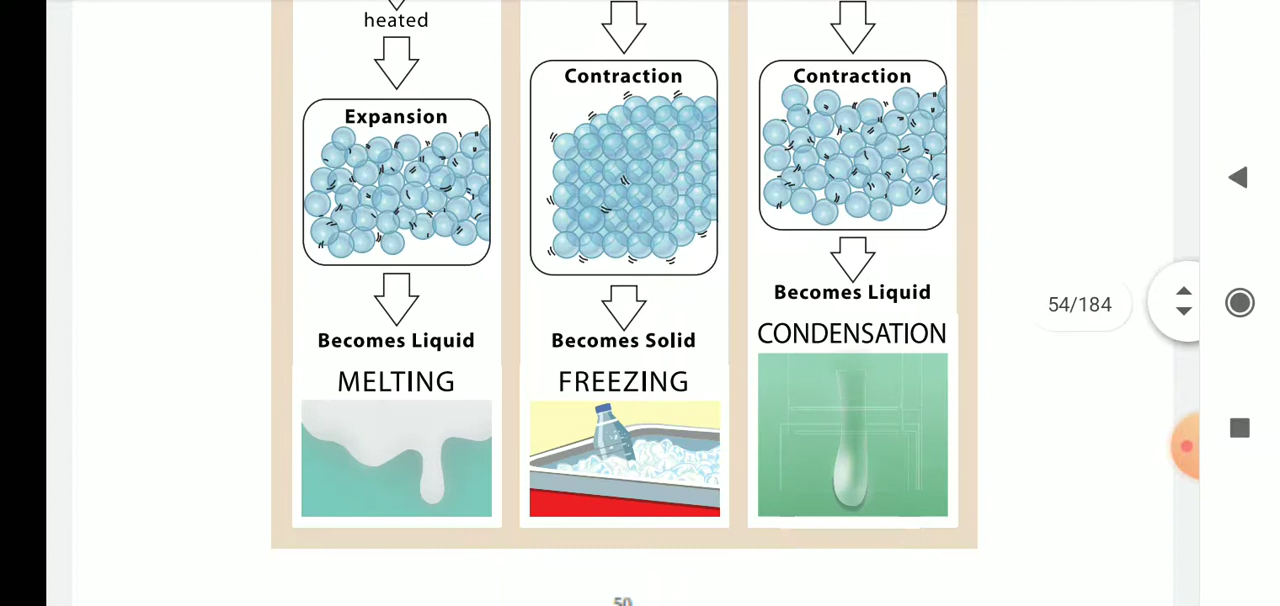 heated
Expansion
Becomes Liquid
MELTING
Contraction
Becomes Solid
FREEZING
Contraction
Becomes Liquid
CONDENSATION
54/184
50